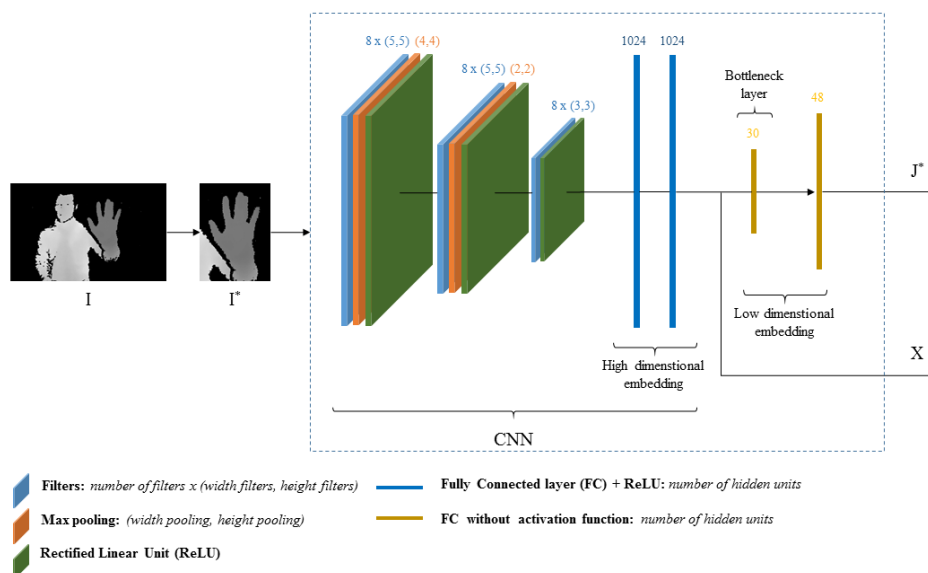 8 x (5,5) (4,4)
8 x (5,5) (2,2)
8 x (3,3)
1024 1024
Bottleneck
layer
30
48
J*
I
I*
X
High dimenstional
embedding
Low dimenstional
embedding
CNN
Filters: number of filters x (width filters, height filters)
Max pooling: (width pooling, height pooling)
Rectified Linear Unit (ReLU)
Fully Connected layer (FC) + ReLU: number of hidden units
FC without activation function: number of hidden units